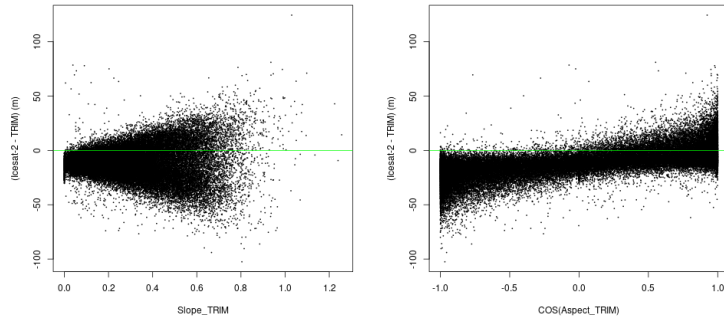 100
50
0
-50
-100
(Icesat-2 - TRIM) (m)
0.0 0.2 0.4 0.6 0.8 1.0 1.2
Slope_TRIM
100
50
0
-50
-100
(Icesat-2 - TRIM) (m)
-1.0 -0.5 0.0 0.5 1.0
COS(Aspect_TRIM)